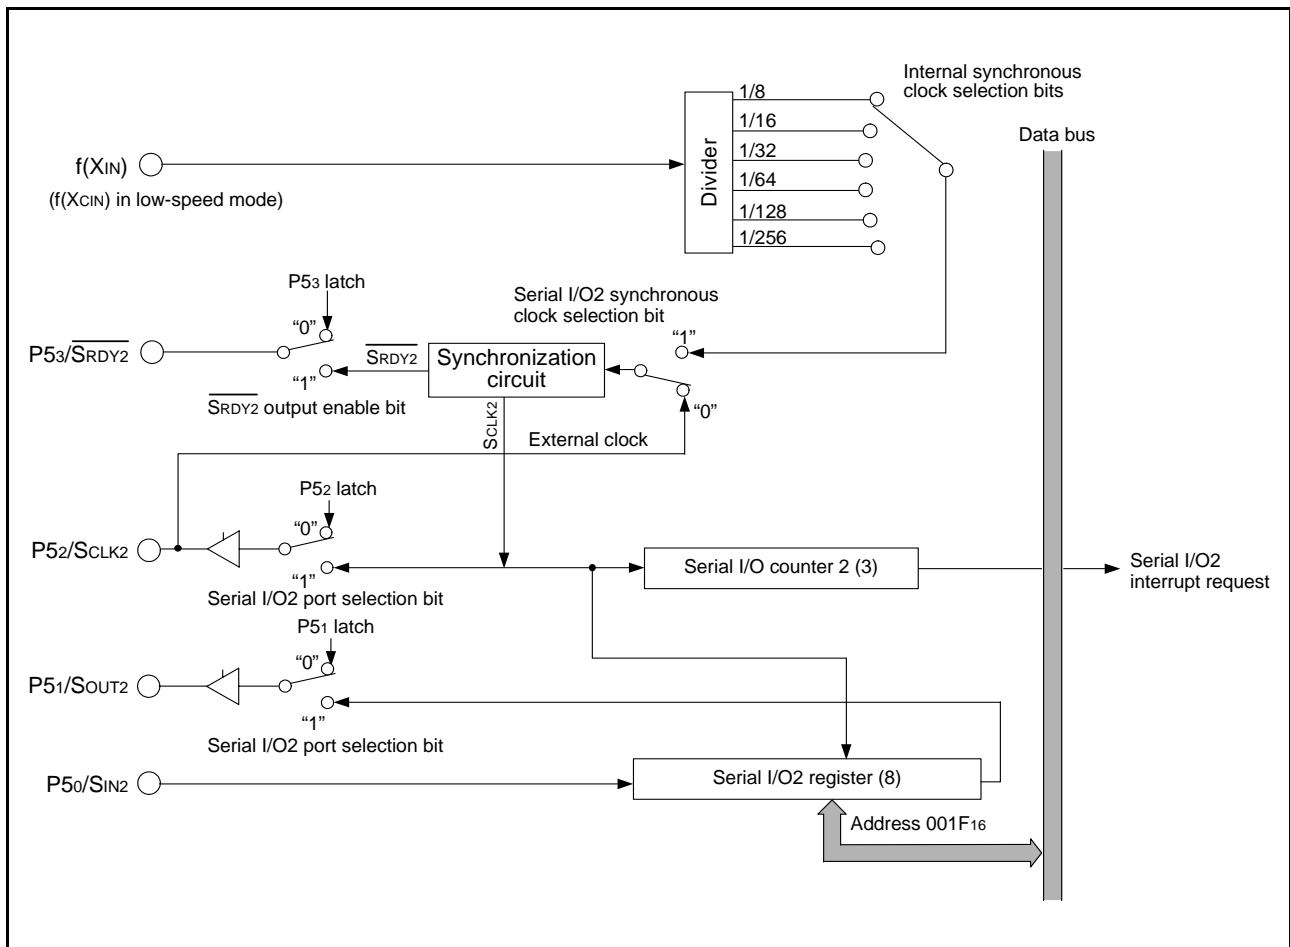 Internal synchronous
clock selection bits
1/8
1/16
1/32
1/64
1/128
1/256
Divider
Data bus
f(XIN)
(f(XCIN) in low-speed mode)
P53 latch
"0"
P53/SRDY2
"1"
SRDY2
SRDY2 output enable bit
Synchronization
circuit
Serial I/O2 synchronous
clock selection bit
"1"
"0"
SCLK2
External clock
P52 latch
"0"
P52/SCLK2
"1"
Serial I/O2 port selection bit
Serial I/O counter 2 (3)
Serial I/O2
interrupt request
P51 latch
"0"
P51/SOUT2
"1"
Serial I/O2 port selection bit
P50/SIN2
Serial I/O2 register (8)
Address 001F16